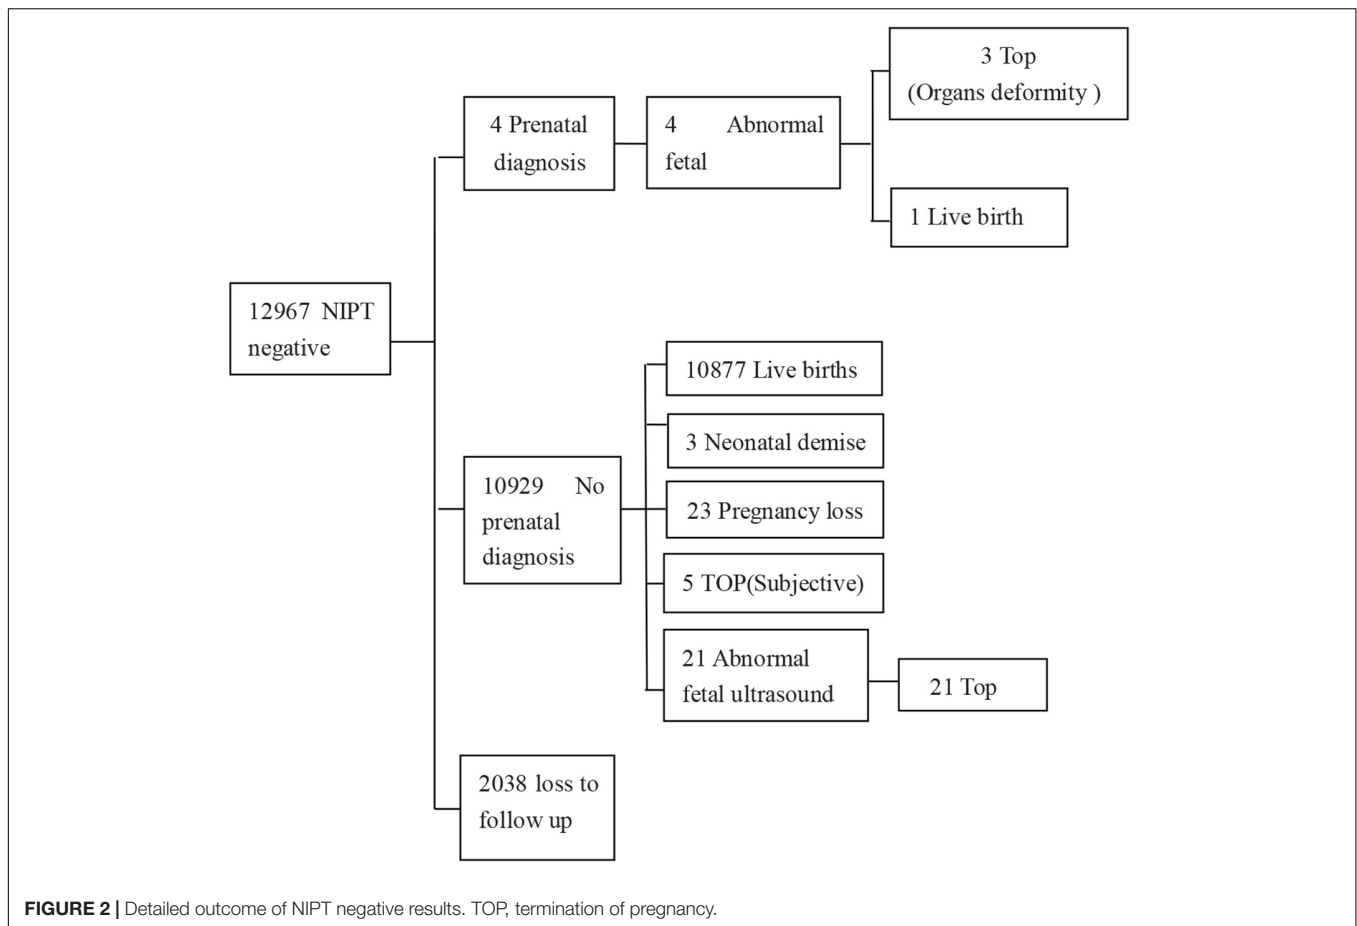 3 Top
(Organs deformity )
4 Prenatal
diagnosis
4 Abnormal
fetal
1 Live birth
12967 NIPT
negative
10877 Live births
3 Neonatal demise
10929 No
prenatal
diagnosis
23 Pregnancy loss
5 TOP(Subjective)
21 Abnormal
fetal ultrasound
21 Top
2038 loss to
follow up
FIGURE 2 | Detailed outcome of NIPT negative results. TOP, termination of pregnancy.